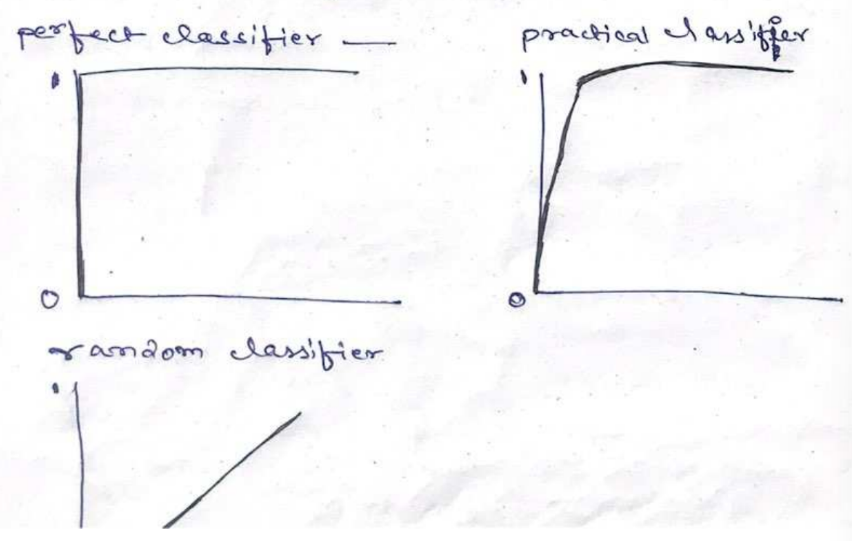 perfect classifier —
practical classifier
1
1
0
0
random classifier
1